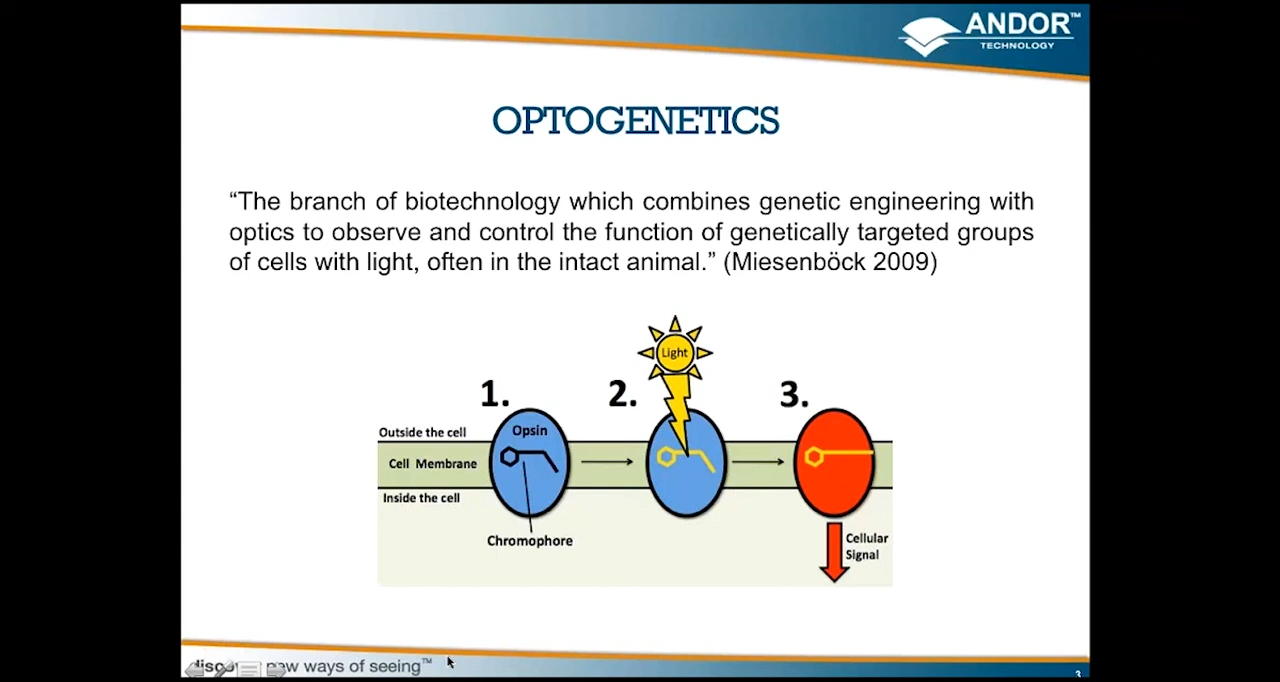 ANDOR™
TECHNOLOGY
OPTOGENETICS
“The branch of biotechnology which combines genetic engineering with
optics to observe and control the function of genetically targeted groups
of cells with light, often in the intact animal.” (Miesenböck 2009)
Light
1.
2.
3.
Outside the cell
Opsin
Cell Membrane
Inside the cell
Chromophore
Cellular
Signal
new ways of seeing™
3